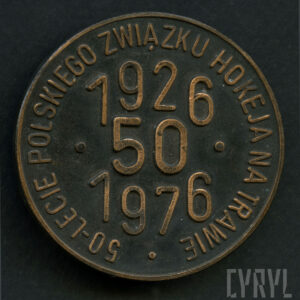 50-LECIE POLSKIEGO ZWIĄZKU HOKEJA NA TRAWIE
1926
50
1976
CYRYL